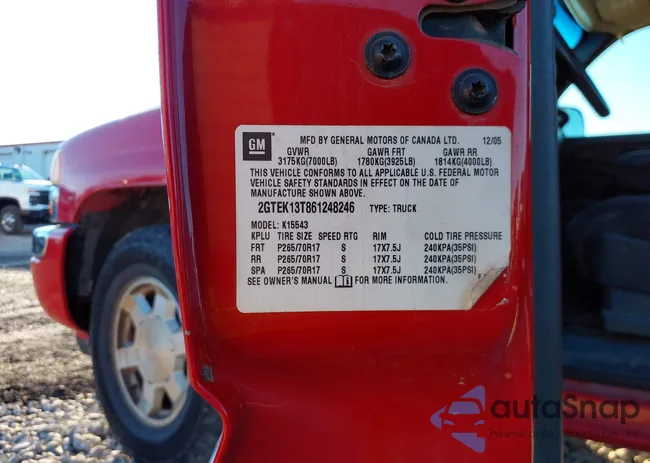 GM
MFD BY GENERAL MOTORS OF CANADA LTD. 12/05
GVWR GAWR FRT GAWR RR
3175KG(7000LB) 1780KG(3925LB) 1814KG(4000LB)
THIS VEHICLE CONFORMS TO ALL APPLICABLE U.S. FEDERAL MOTOR
VEHICLE SAFETY STANDARDS IN EFFECT ON THE DATE OF
MANUFACTURE SHOWN ABOVE.
2GTEK13T861248246 TYPE: TRUCK
MODEL: K15543
KPLU TIRE SIZE SPEED RTG RIM COLD TIRE PRESSURE
FRT P265/70R17 S 17X7.5J 240KPA(35PSI)
RR P265/70R17 S 17X7.5J 240KPA(35PSI)
SPA P265/70R17 S 17X7.5J 240KPA(35PSI)
SEE OWNER'S MANUAL FOR MORE INFORMATION.
autoSnap
Pewne auto